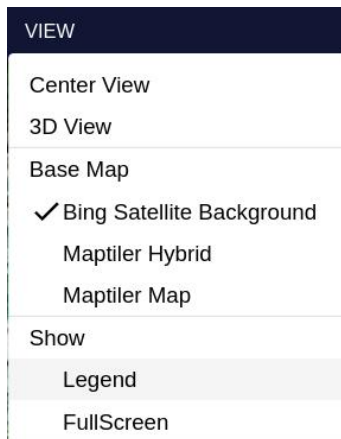 VIEW
Center View
3D View
Base Map
Bing Satellite Background
Maptiler Hybrid
Maptiler Map
Show
Legend
FullScreen